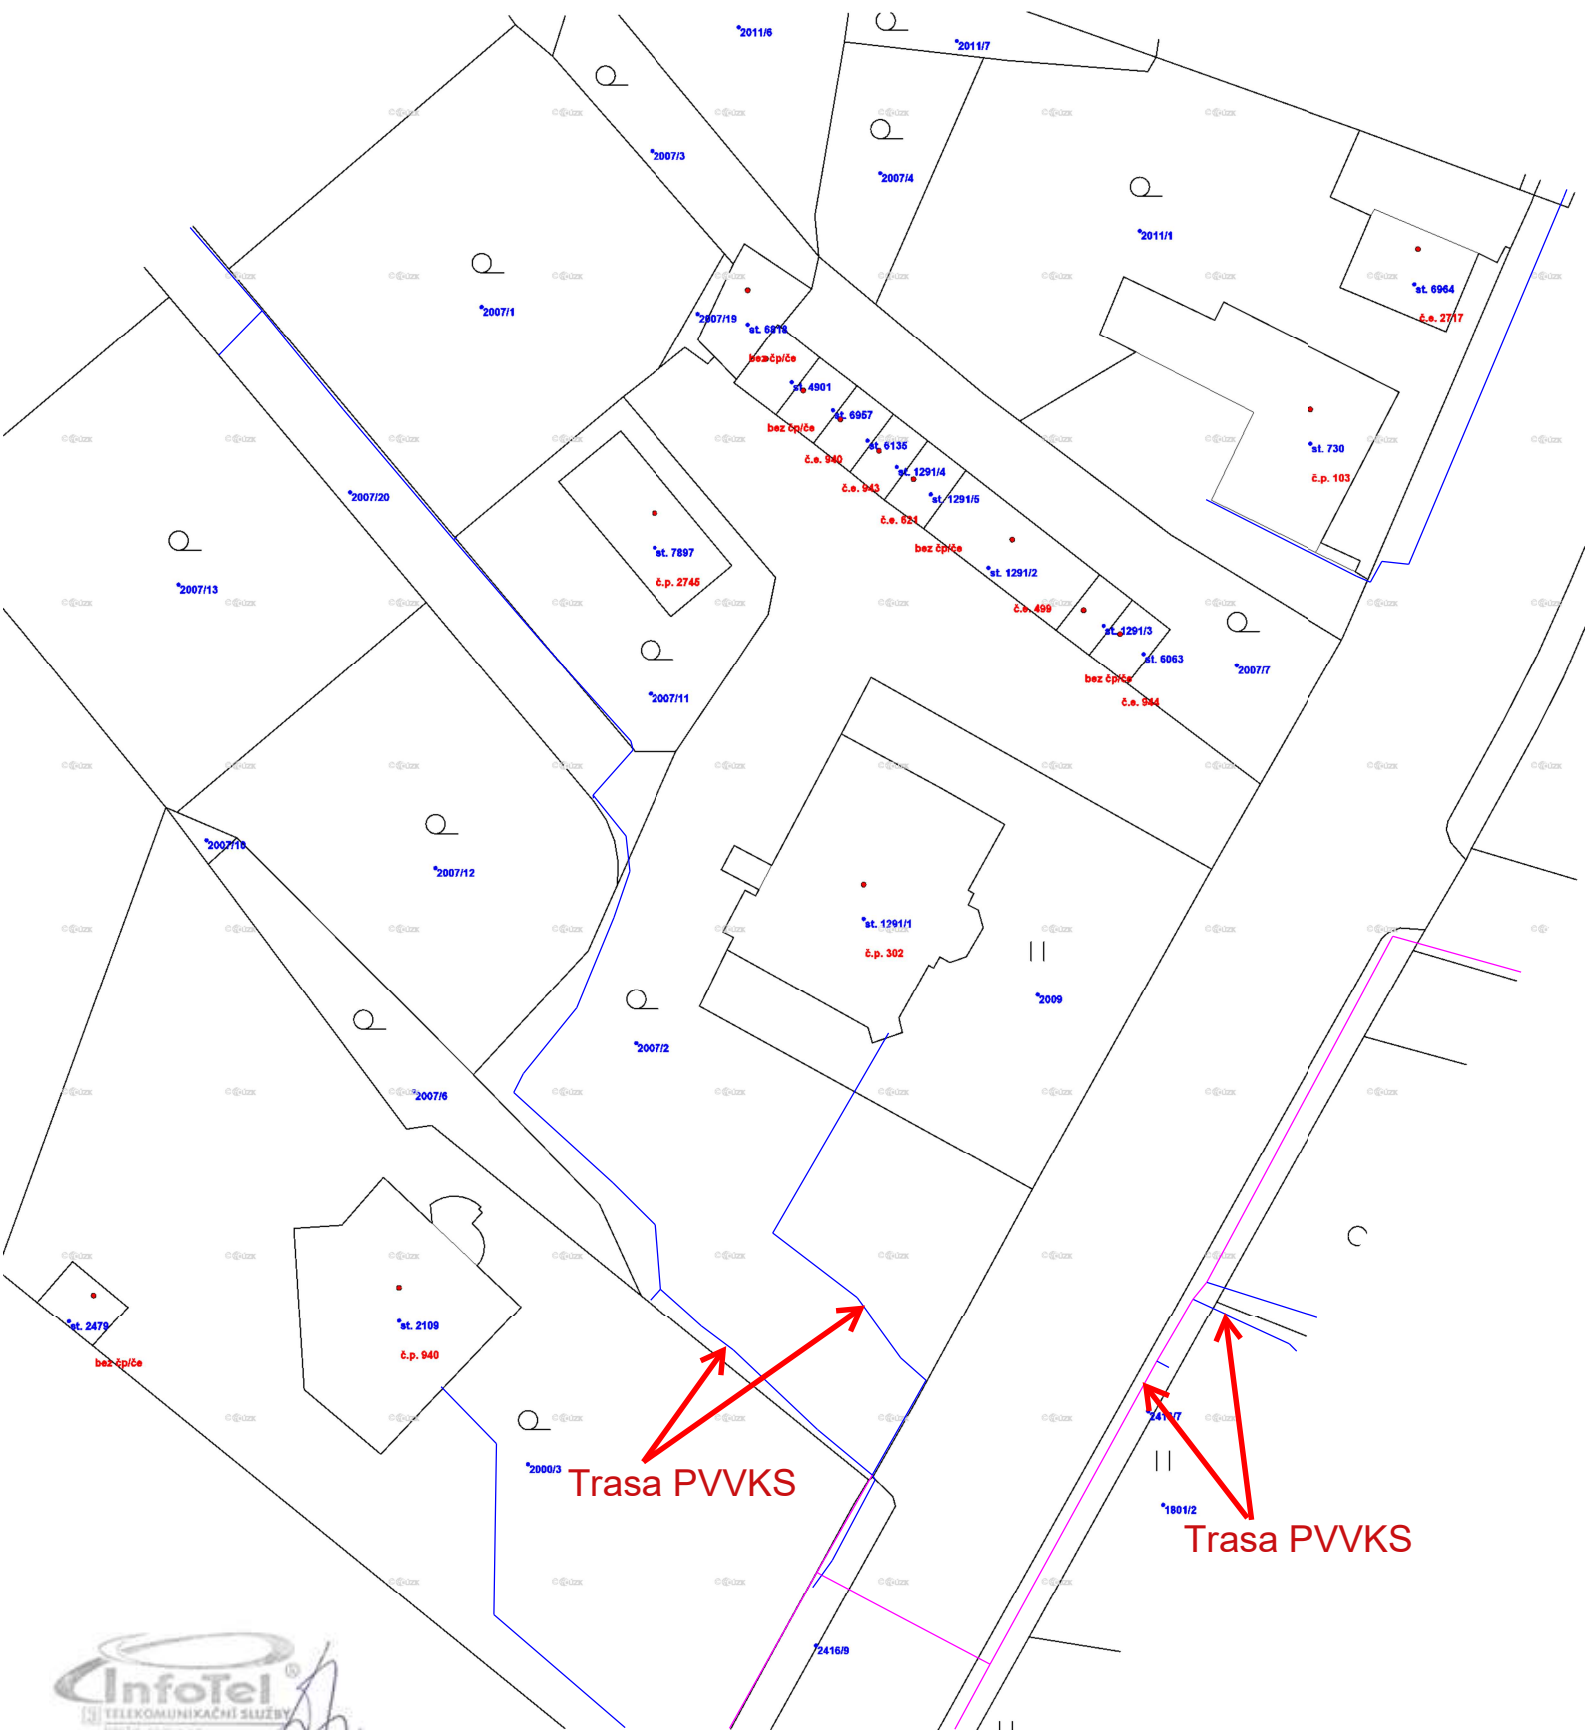 2011/6
2011/7
2007/3
2007/4
2011/1
st. 6964
č.e. 2717
2007/1
2007/19
st. 6818
bez čp/če
st. 4901
bez čp/če
st. 6957
č.e. 940
st. 6135
č.e. 943
st. 1291/4
č.e. 621
st. 1291/5
bez čp/če
st. 730
č.p. 103
2007/20
st. 7897
č.p. 2745
st. 1291/2
č.e. 499
2007/13
st. 1291/3
bez čp/če
st. 6063
č.e. 944
2007/7
2007/11
2007/10
2007/12
st. 1291/1
č.p. 302
2009
2007/2
2007/6
st. 2479
bez čp/če
st. 2109
č.p. 940
2000/3
Trasa PVVKS
1801/2
Trasa PVVKS
2416/9
InfoTel
TELEKOMUNIKAČNÍ SLUŽBY